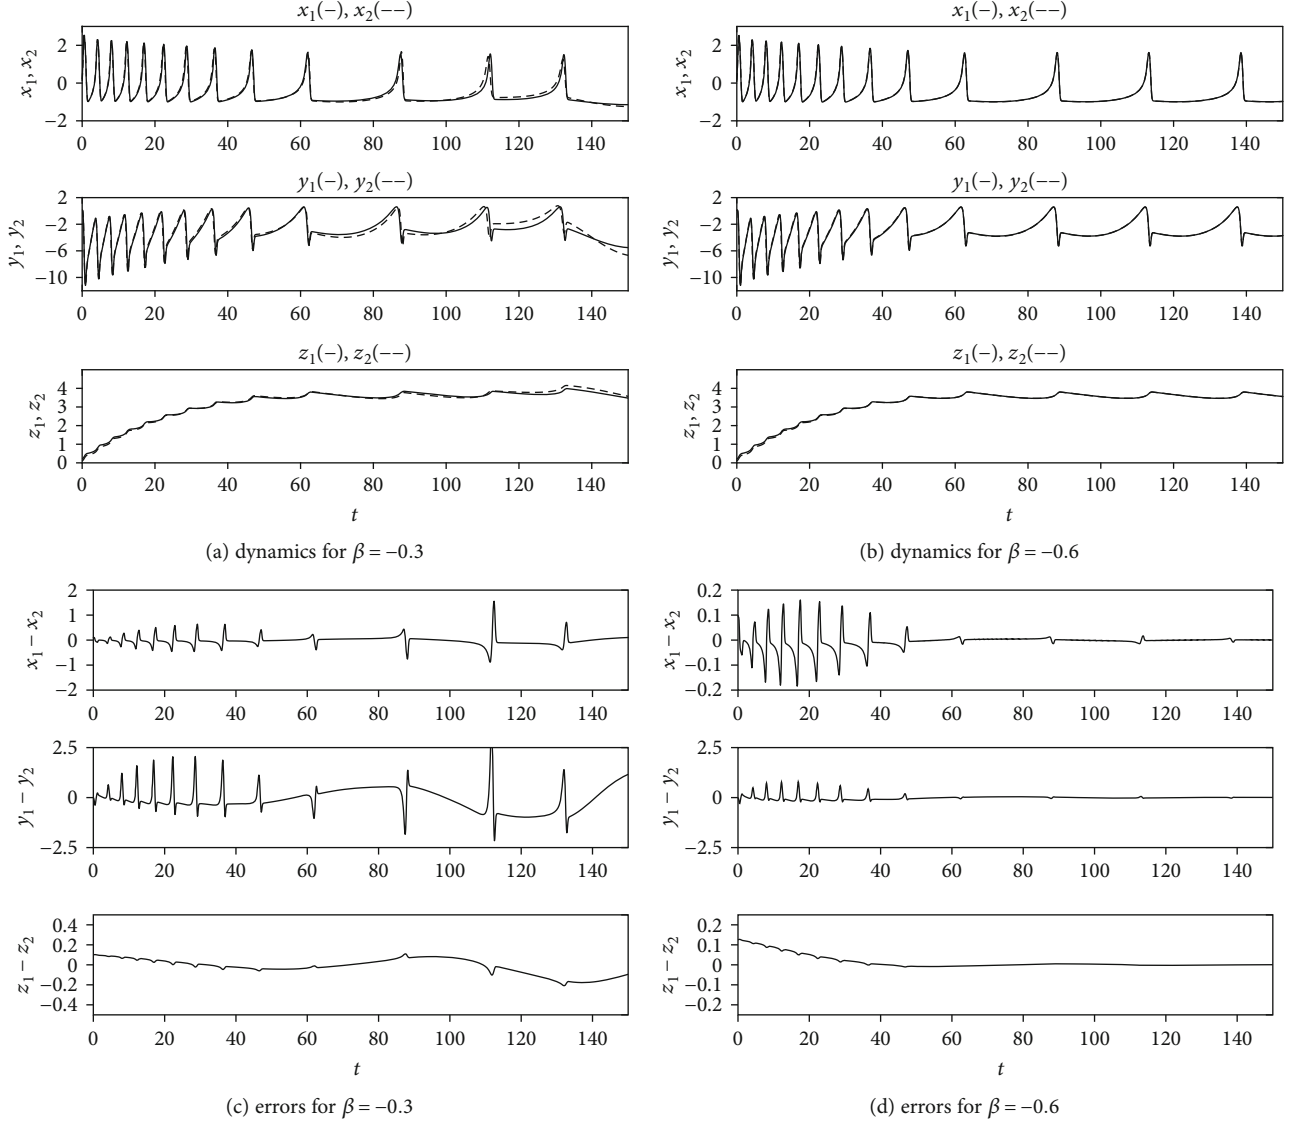 x₁(–), x₂(––)
x₁, x₂
2
0
−2
0 20 40 60 80 100 120 140
y₁(–), y₂(––)
y₁, y₂
2
−2
−6
−10
0 20 40 60 80 100 120 140
z₁(–), z₂(––)
z₁, z₂
4
3
2
1
0
0 20 40 60 80 100 120 140
t
(a) dynamics for β = −0.3
x₁(–), x₂(––)
x₁, x₂
2
0
−2
0 20 40 60 80 100 120 140
y₁(–), y₂(––)
y₁, y₂
2
−2
−6
−10
0 20 40 60 80 100 120 140
z₁(–), z₂(––)
z₁, z₂
4
3
2
1
0
0 20 40 60 80 100 120 140
t
(b) dynamics for β = −0.6
x₁ − x₂
2
1
0
−1
−2
0 20 40 60 80 100 120 140
y₁ − y₂
2.5
0
−2.5
0 20 40 60 80 100 120 140
z₁ − z₂
0.4
0.2
0
−0.2
−0.4
0 20 40 60 80 100 120 140
t
(c) errors for β = −0.3
x₁ − x₂
0.2
0.1
0
−0.1
−0.2
0 20 40 60 80 100 120 140
y₁ − y₂
2.5
0
−2.5
0 20 40 60 80 100 120 140
z₁ − z₂
0.2
0.1
0
−0.1
−0.2
0 20 40 60 80 100 120 140
t
(d) errors for β = −0.6